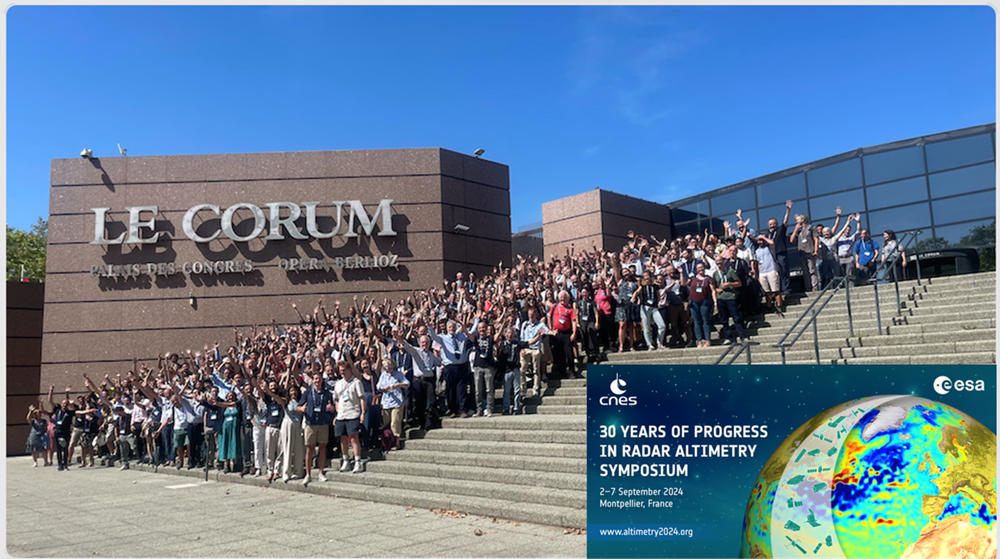 LE CORUM
PALAIS DES CONGRES OPERA BERLIOZ
cnes
esa
30 YEARS OF PROGRESS
IN RADAR ALTIMETRY
SYMPOSIUM
2–7 September 2024
Montpellier, France
www.altimetry2024.org